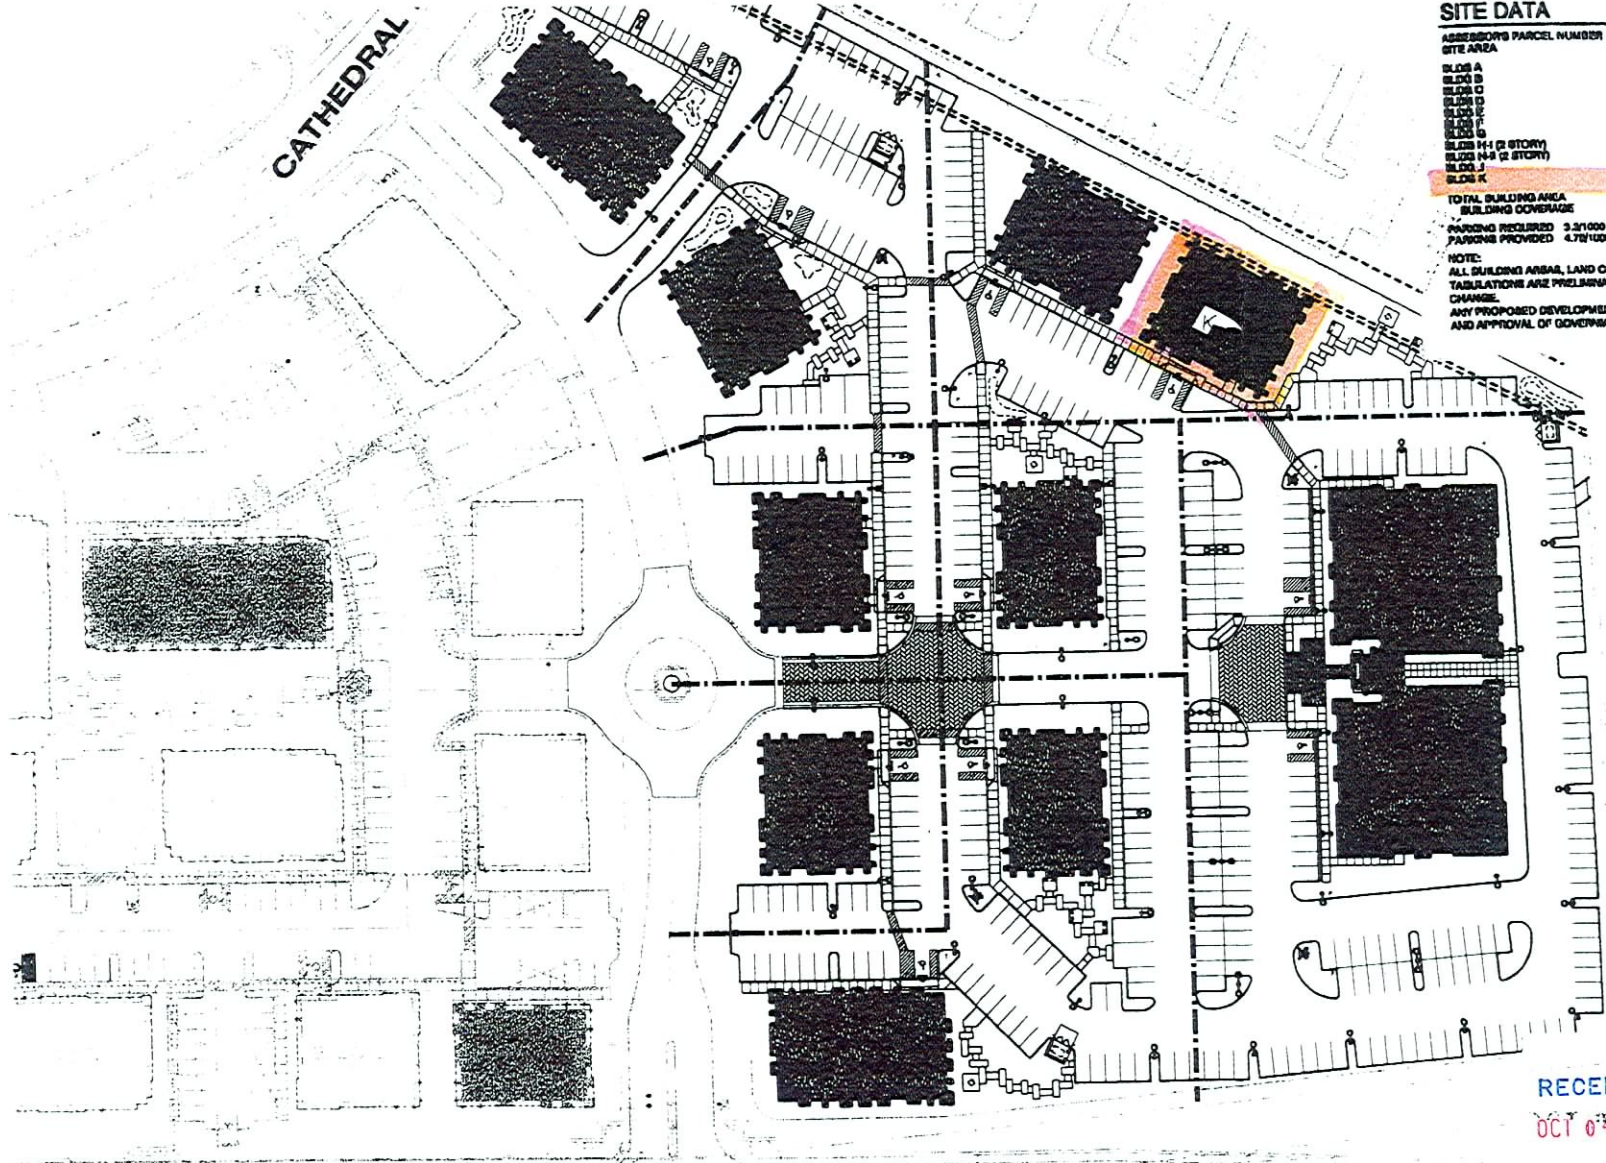 CATHEDRAL
SITE DATA
ASSESSOR'S PARCEL NUMBER
SITE AREA
BLDG A
BLDG B
BLDG C
BLDG D
BLDG E
BLDG F
BLDG G
BLDG H-1 (2 STORY)
BLDG H-2 (2 STORY)
BLDG J
BLDG K
TOTAL BUILDING AREA
BUILDING COVERAGE
PARKING REQUIRED 3.3/1000
PARKING PROVIDED
NOTE:
ALL BUILDING AREAS, LAND
TABULATIONS ARE PRELIMINA
CHANGE.
ANY PROPOSED DEVELOPME
AND APPROVAL OF GOVERN
K
RECE
OCT 0